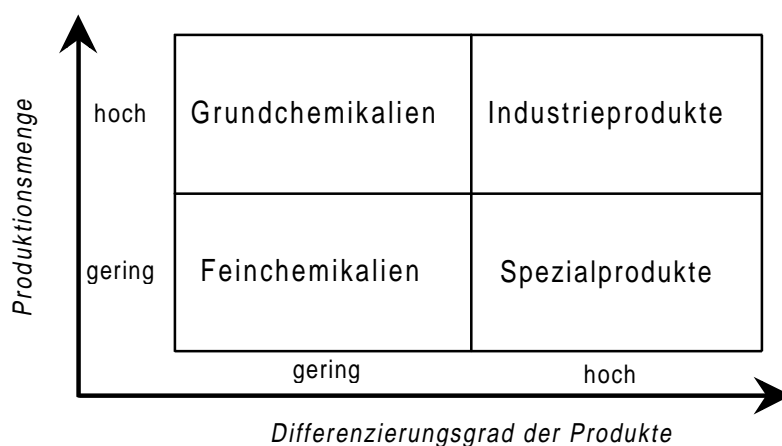 Produktionsmenge
hoch
Grundchemikalien
Industrieprodukte
gering
Feinchemikalien
Spezialprodukte
gering
hoch
Differenzierungsgrad der Produkte